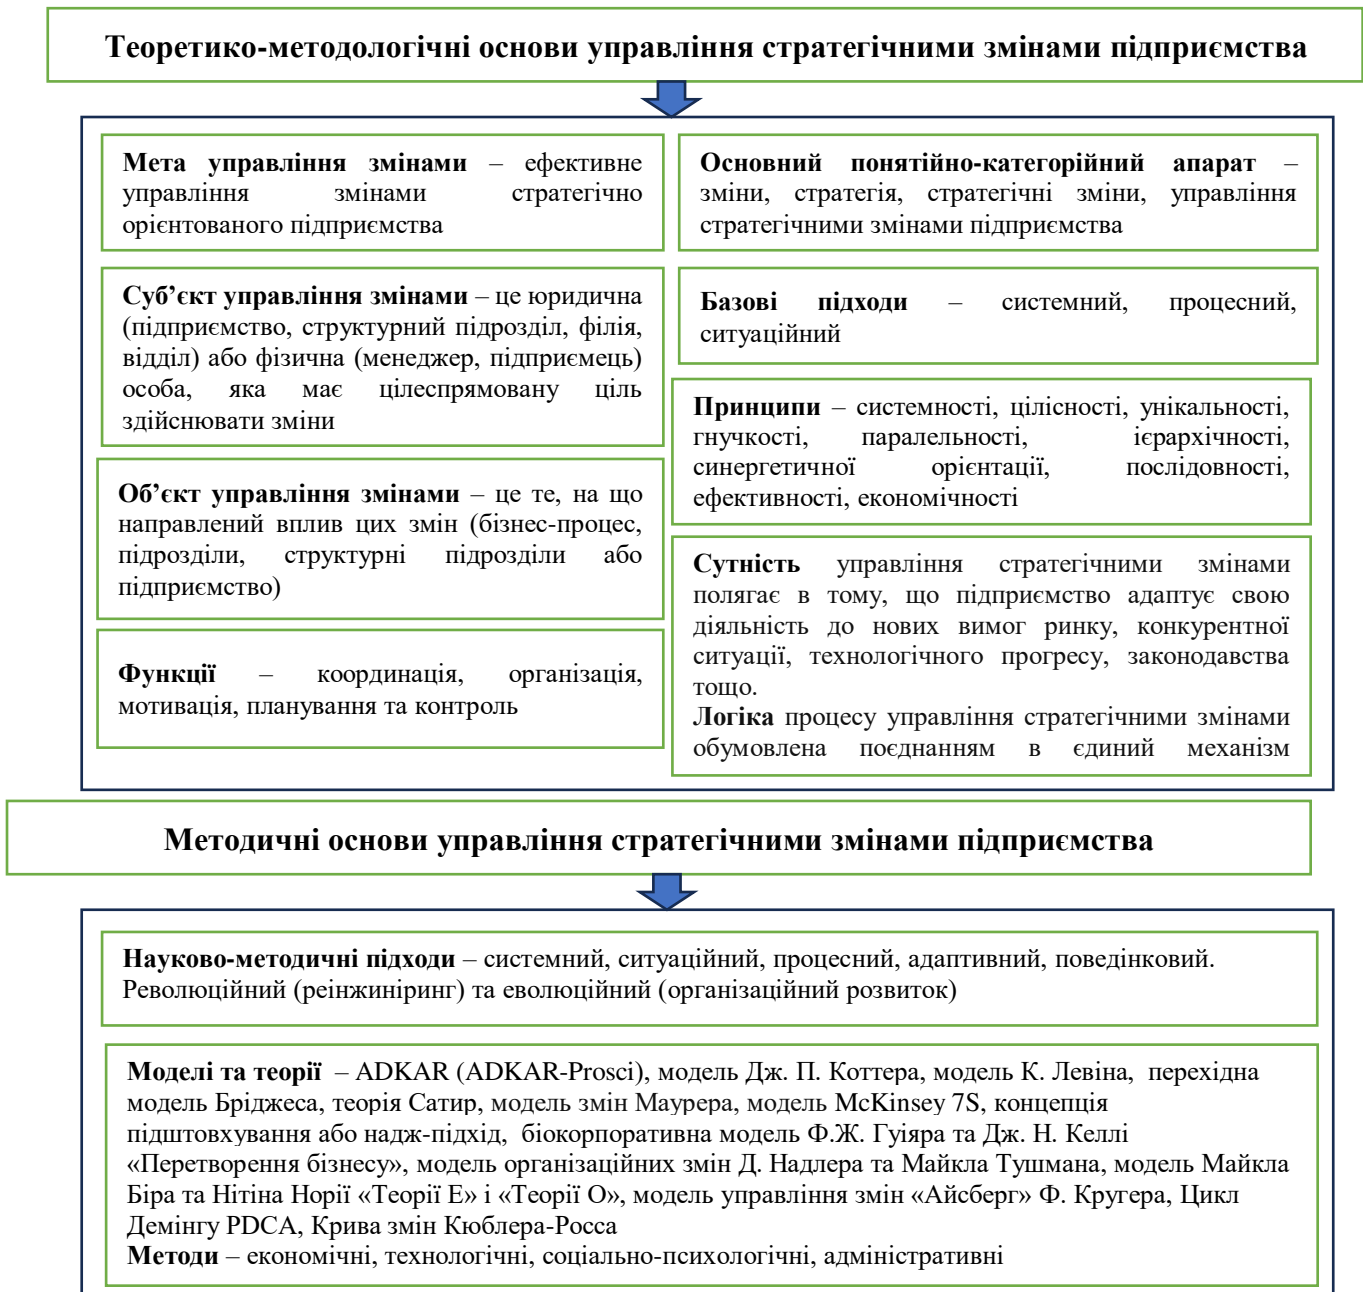 Теоретико-методологічні основи управління стратегічними змінами підприємства
Мета управління змінами – ефективне
управління змінами стратегічно
орієнтованого підприємства
Суб’єкт управління змінами – це юридична
(підприємство, структурний підрозділ, філія,
відділ) або фізична (менеджер, підприємець)
особа, яка має цілеспрямовану ціль
здійснювати зміни
Об’єкт управління змінами – це те, на що
направлений вплив цих змін (бізнес-процес,
підрозділи, структурні підрозділи або
підприємство)
Функції – координація, організація,
мотивація, планування та контроль
Основний понятійно-категорійний апарат –
зміни, стратегія, стратегічні зміни, управління
стратегічними змінами підприємства
Базові підходи – системний, процесний,
ситуаційний
Принципи – системності, цілісності, унікальності,
гнучкості, паралельності, ієрархічності,
синергетичної орієнтації, послідовності,
ефективності, економічності
Сутність управління стратегічними змінами
полягає в тому, що підприємство адаптує свою
діяльність до нових вимог ринку, конкурентної
ситуації, технологічного прогресу, законодавства
тощо.
Логіка процесу управління стратегічними змінами
обумовлена поєднанням в єдиний механізм
Методичні основи управління стратегічними змінами підприємства
Науково-методичні підходи – системний, ситуаційний, процесний, адаптивний, поведінковий.
Революційний (реінжиніринг) та еволюційний (організаційний розвиток)
Моделі та теорії – ADKAR (ADKAR-Prosci), модель Дж. П. Коттера, модель К. Левіна, перехідна
модель Бріджеса, теорія Сатир, модель змін Маурера, модель McKinsey 7S, концепція
підштовхування або надж-підхід, біокорпоративна модель Ф.Ж. Гуіяра та Дж. Н. Келлі
«Перетворення бізнесу», модель організаційних змін Д. Надлера та Майкла Тушмана, модель Майкла
Біра та Нітіна Норії «Теорії Е» і «Теорії О», модель управління змін «Айсберг» Ф. Кругера, Цикл
Демінгу PDCA, Крива змін Кюблера-Росса
Методи – економічні, технологічні, соціально-психологічні, адміністративні